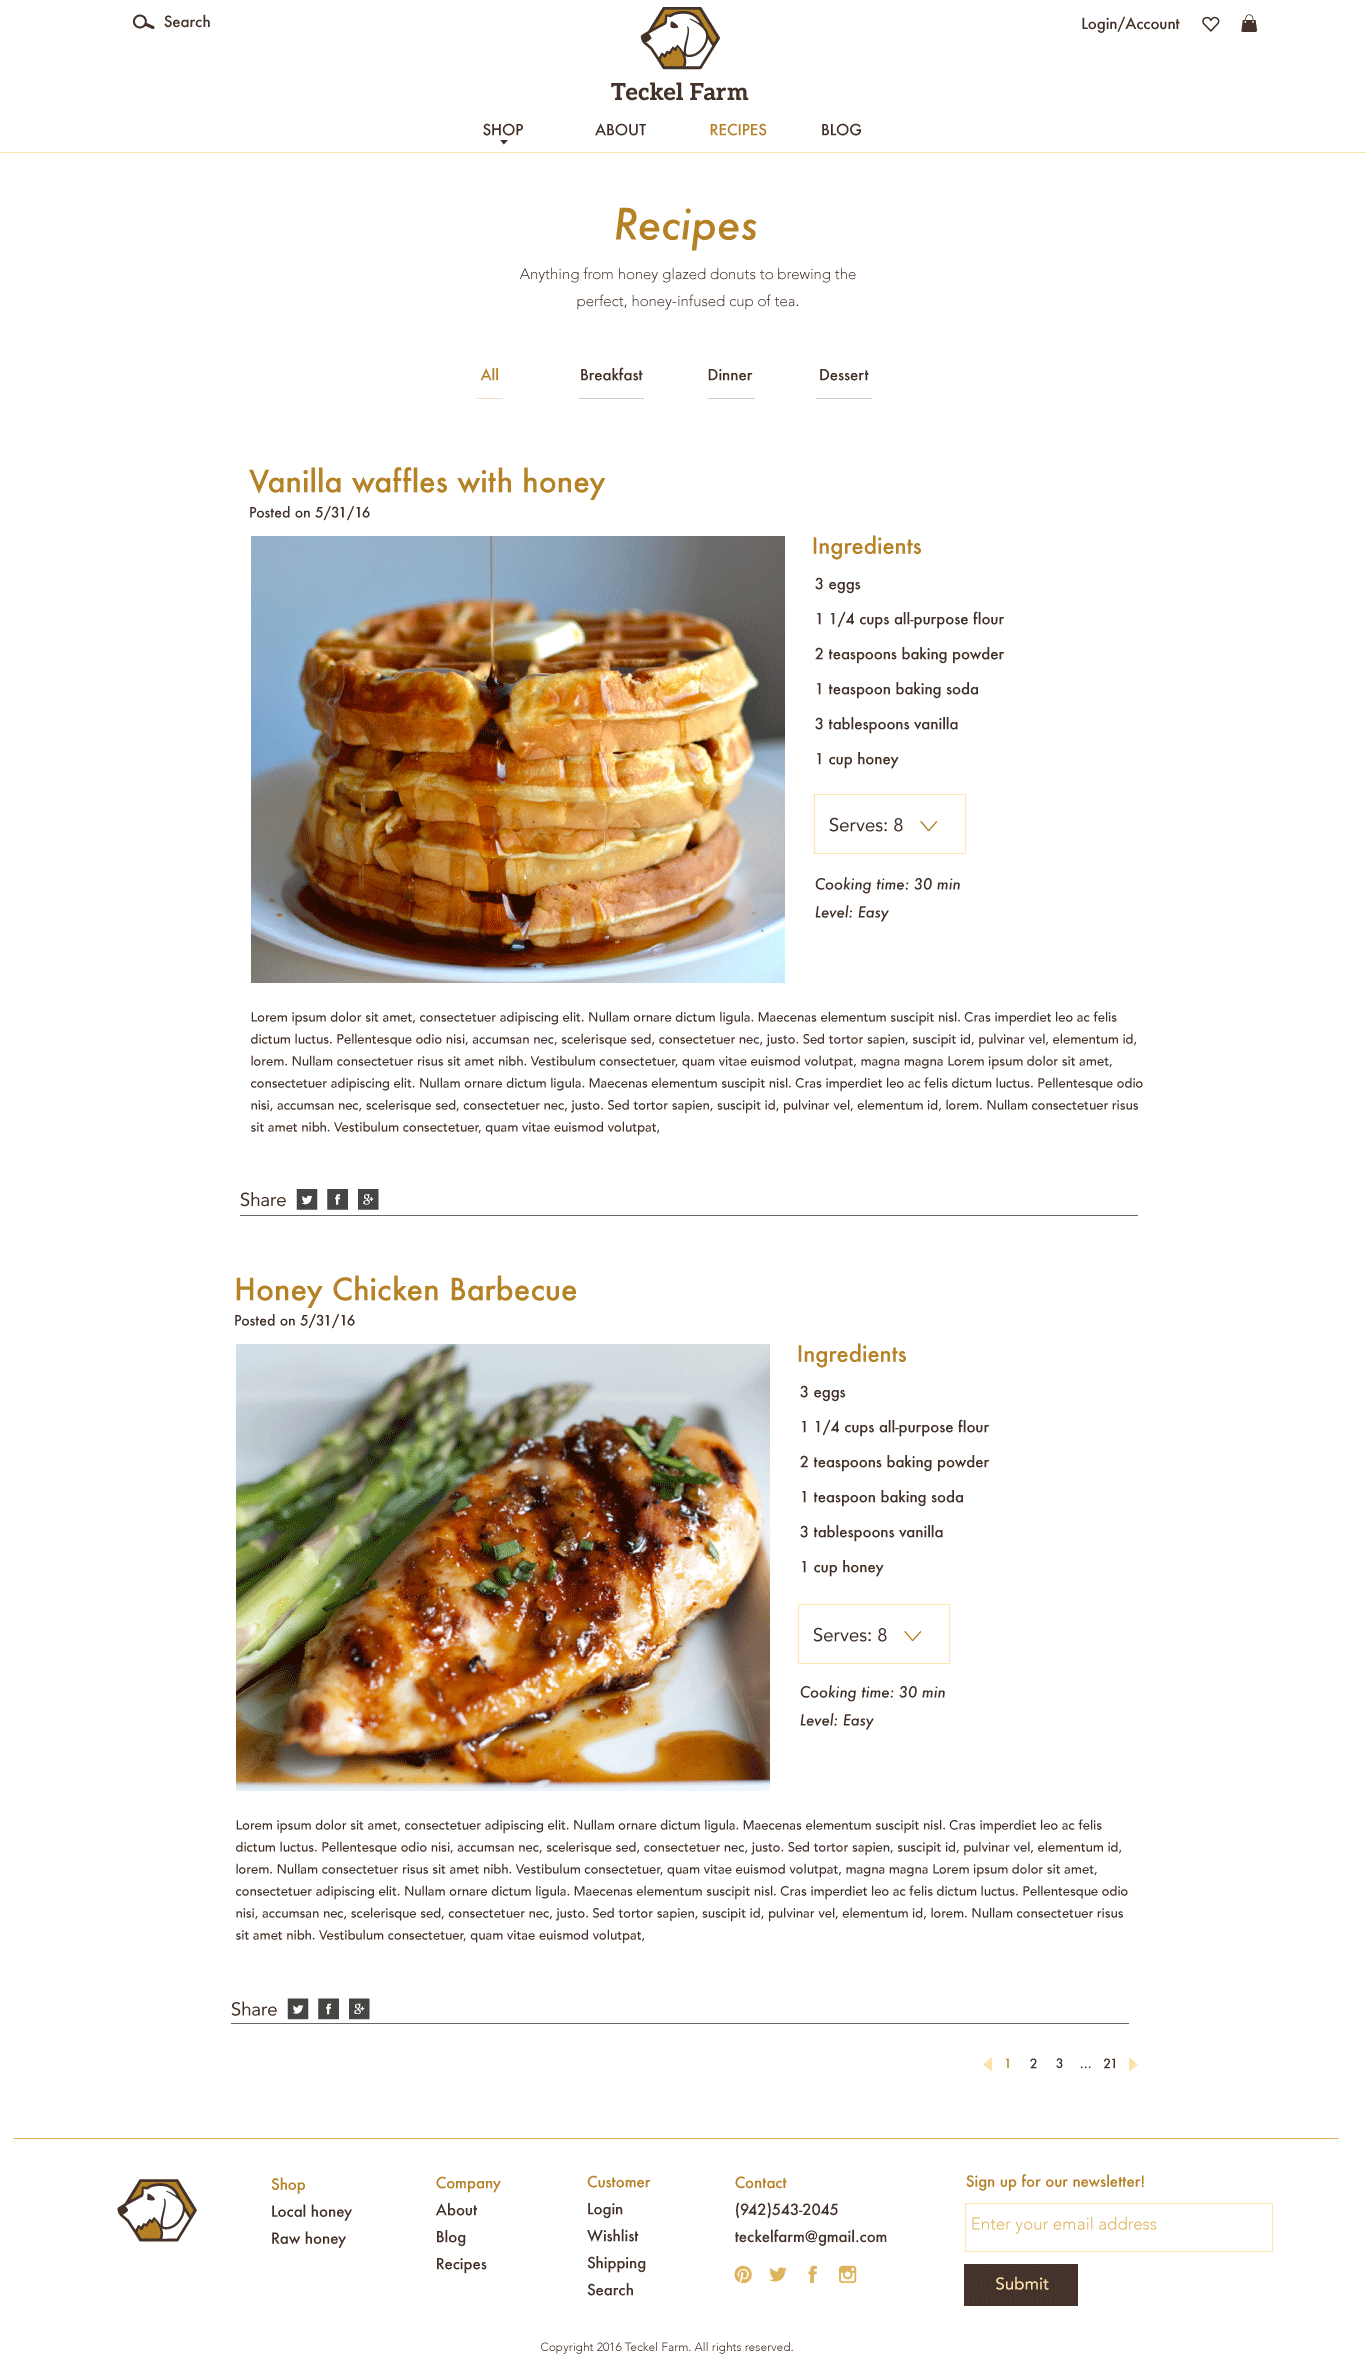 Search
Login/Account
Teckel Farm
SHOP
ABOUT
RECIPES
BLOG
Recipes
Anything from honey glazed donuts to brewing the
perfect, honey-infused cup of tea.
All
Breakfast
Dinner
Dessert
Vanilla waffles with honey
Posted on 5/31/16
Ingredients
3 eggs
1 1/4 cups all-purpose flour
2 teaspoons baking powder
1 teaspoon baking soda
3 tablespoons vanilla
1 cup honey
Serves: 8
Cooking time: 30 min
Level: Easy
Lorem ipsum dolor sit amet, consectetuer adipiscing elit. Nullam ornare dictum ligula. Maecenas elementum suscipit nisl. Cras imperdiet leo ac felis
dictum luctus. Pellentesque odio nisi, accumsan nec, scelerisque sed, consectetuer nec, justo. Sed tortor sapien, suscipit id, pulvinar vel, elementum id,
lorem. Nullam consectetuer risus sit amet nibh. Vestibulum consectetuer, quam vitae euismod volutpat, magna magna Lorem ipsum dolor sit amet,
consectetuer adipiscing elit. Nullam ornare dictum ligula. Maecenas elementum suscipit nisl. Cras imperdiet leo ac felis dictum luctus. Pellentesque odio
nisi, accumsan nec, scelerisque sed, consectetuer nec, justo. Sed tortor sapien, suscipit id, pulvinar vel, elementum id, lorem. Nullam consectetuer risus
sit amet nibh. Vestibulum consectetuer, quam vitae euismod volutpat,
Share
Honey Chicken Barbecue
Posted on 5/31/16
Ingredients
3 eggs
1 1/4 cups all-purpose flour
2 teaspoons baking powder
1 teaspoon baking soda
3 tablespoons vanilla
1 cup honey
Serves: 8
Cooking time: 30 min
Level: Easy
Lorem ipsum dolor sit amet, consectetuer adipiscing elit. Nullam ornare dictum ligula. Maecenas elementum suscipit nisl. Cras imperdiet leo ac felis
dictum luctus. Pellentesque odio nisi, accumsan nec, scelerisque sed, consectetuer nec, justo. Sed tortor sapien, suscipit id, pulvinar vel, elementum id,
lorem. Nullam consectetuer risus sit amet nibh. Vestibulum consectetuer, quam vitae euismod volutpat, magna magna Lorem ipsum dolor sit amet,
consectetuer adipiscing elit. Nullam ornare dictum ligula. Maecenas elementum suscipit nisl. Cras imperdiet leo ac felis dictum luctus. Pellentesque odio
nisi, accumsan nec, scelerisque sed, consectetuer nec, justo. Sed tortor sapien, suscipit id, pulvinar vel, elementum id, lorem. Nullam consectetuer risus
sit amet nibh. Vestibulum consectetuer, quam vitae euismod volutpat,
Share
1 2 3 ... 21
Shop
Local honey
Raw honey
Company
About
Blog
Recipes
Customer
Login
Wishlist
Shipping
Search
Contact
(942)543-2045
teckelfarm@gmail.com
Sign up for our newsletter!
Enter your email address
Submit
Copyright 2016 Teckel Farm. All rights reserved.